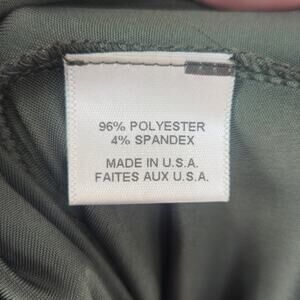 96% POLYESTER
4% SPANDEX
MADE IN U.S.A.
FAITES AUX U.S.A.